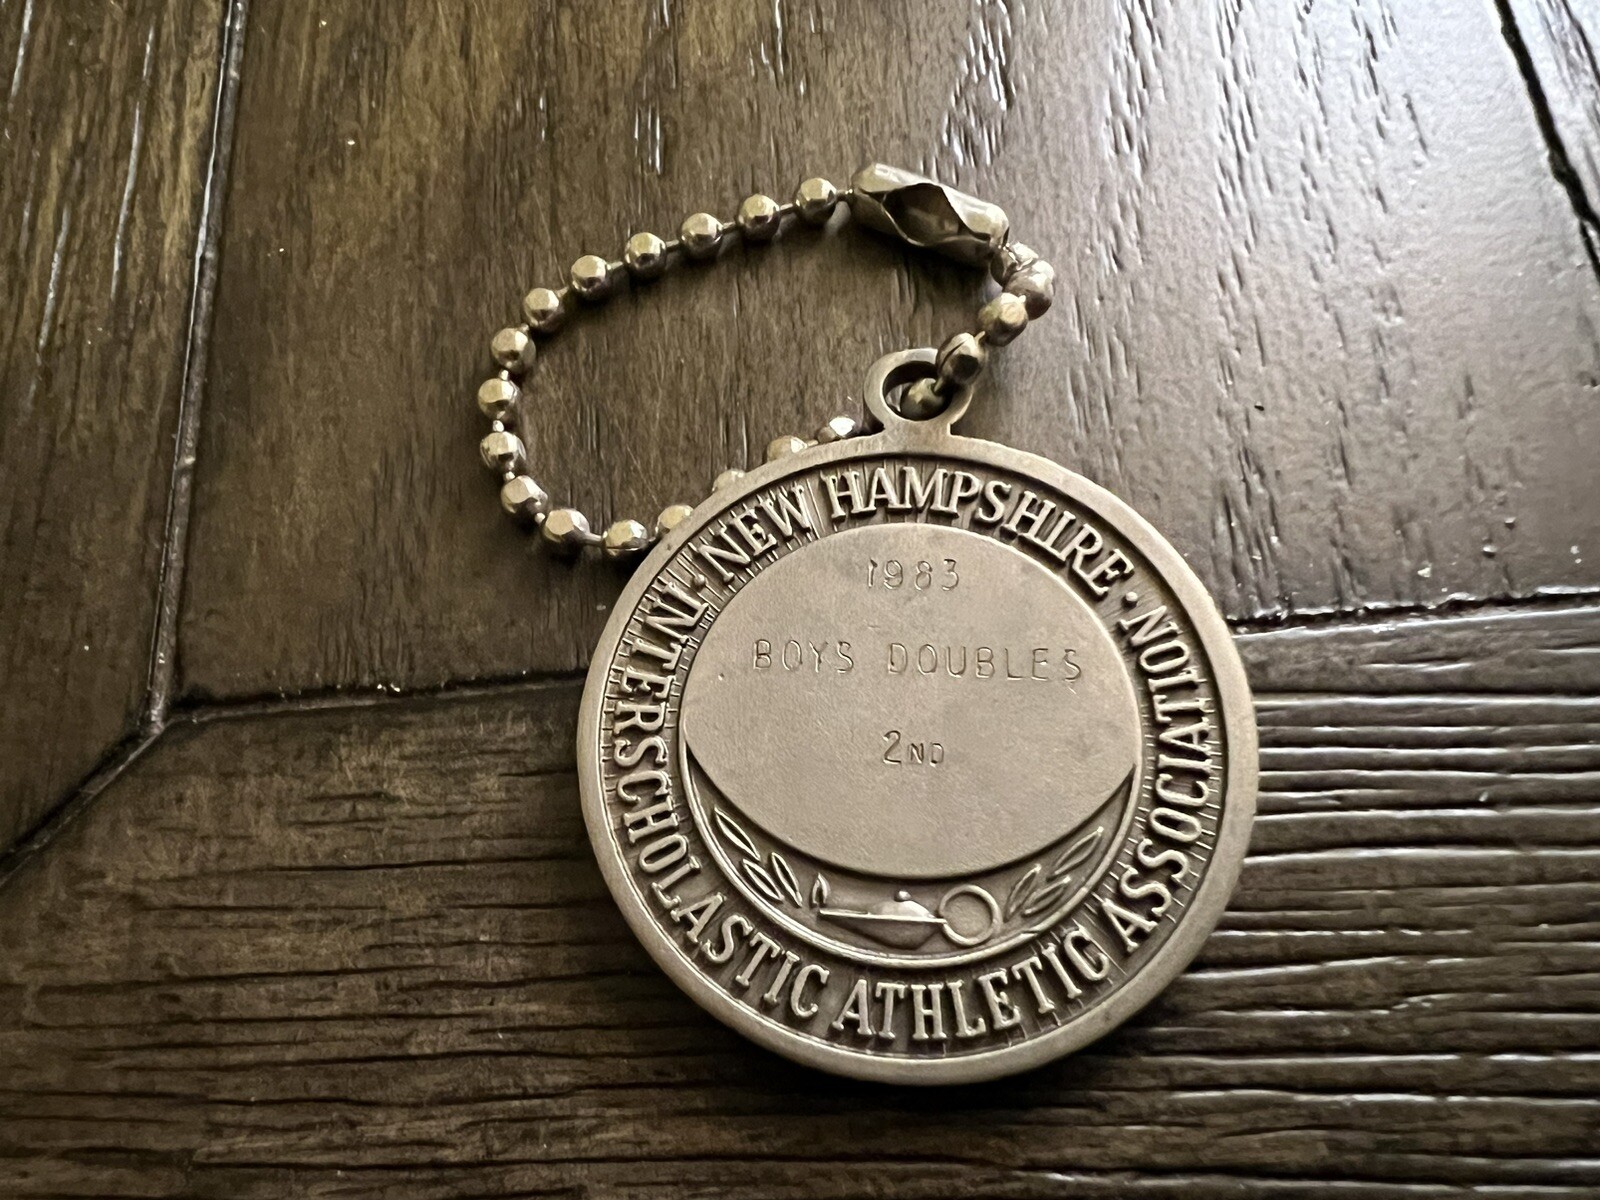 NEW HAMPSHIRE
· INTERSCHOLASTIC ATHLETIC ASSOCIATION ·
1983
BOYS DOUBLES
2ND